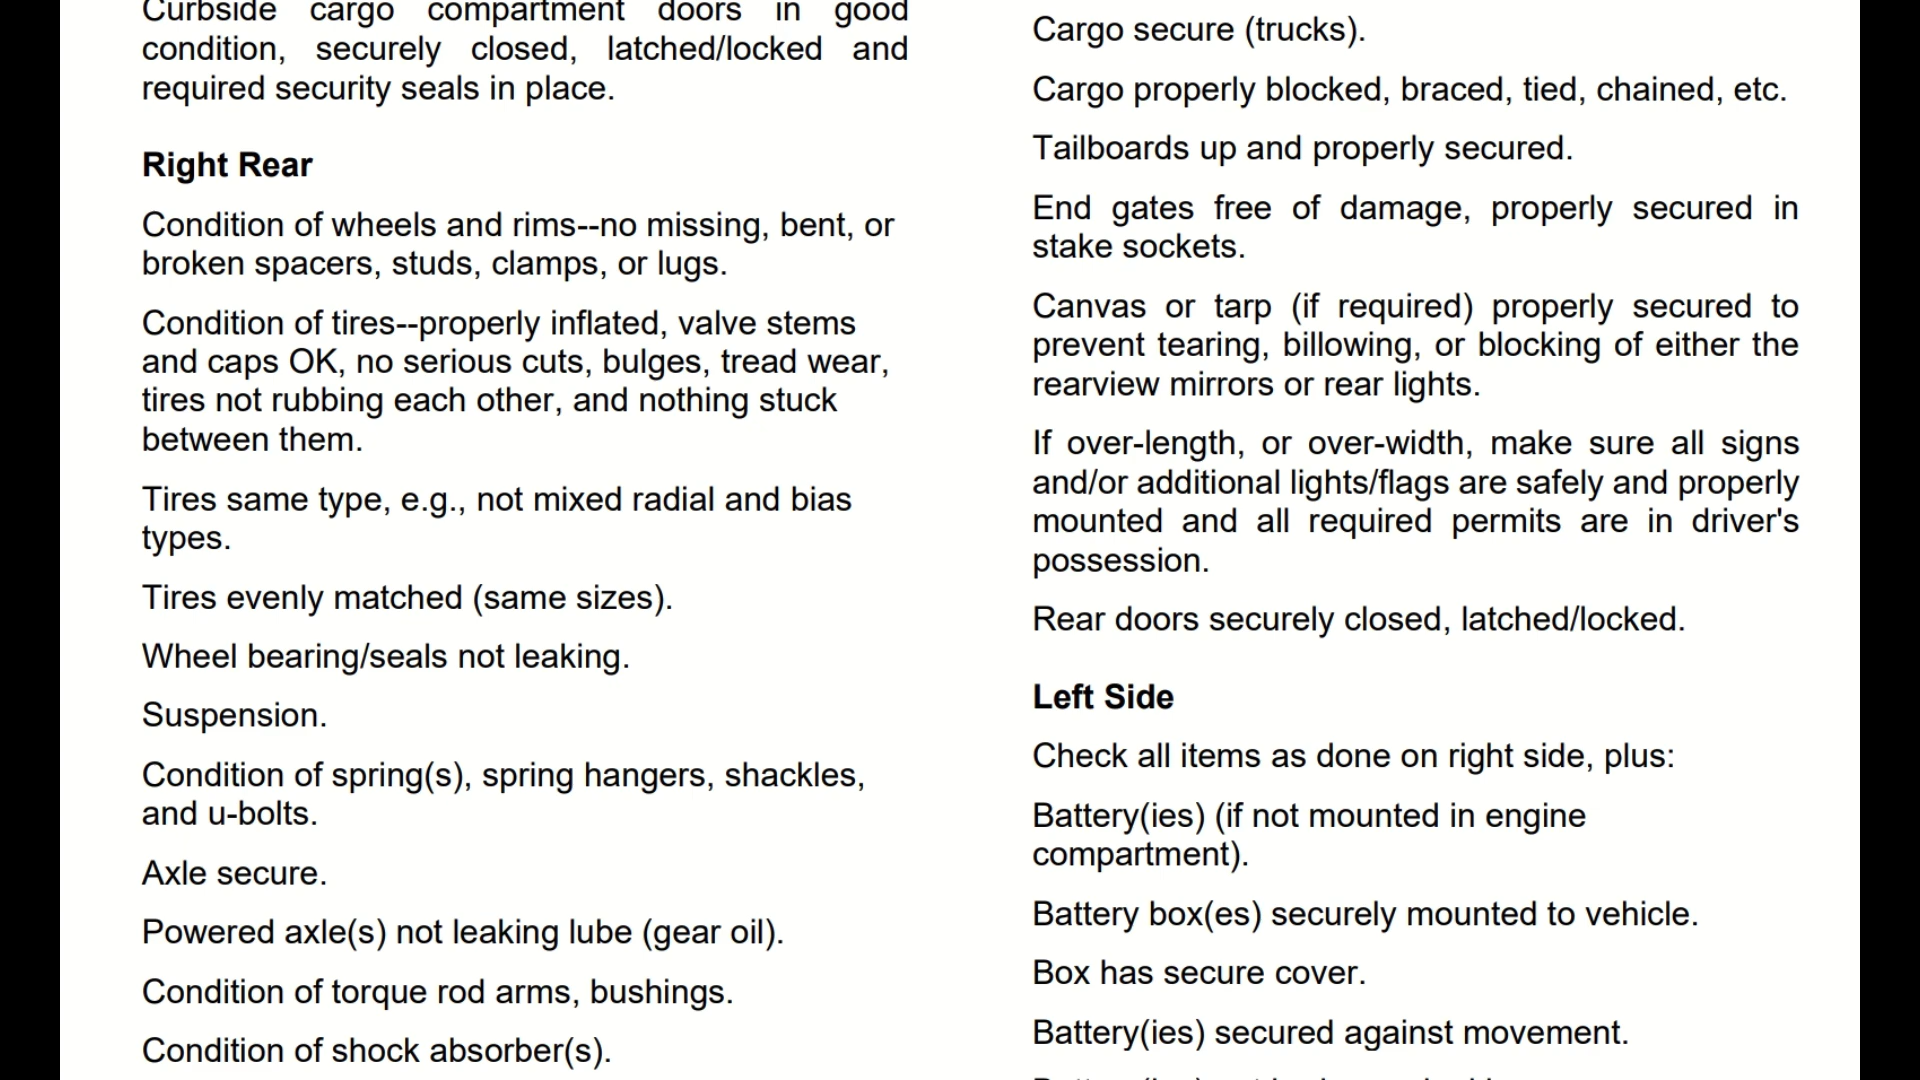 Curbside cargo compartment doors in good
condition, securely closed, latched/locked and
required security seals in place.
Right Rear
Condition of wheels and rims--no missing, bent, or
broken spacers, studs, clamps, or lugs.
Condition of tires--properly inflated, valve stems
and caps OK, no serious cuts, bulges, tread wear,
tires not rubbing each other, and nothing stuck
between them.
Tires same type, e.g., not mixed radial and bias
types.
Tires evenly matched (same sizes).
Wheel bearing/seals not leaking.
Suspension.
Condition of spring(s), spring hangers, shackles,
and u-bolts.
Axle secure.
Powered axle(s) not leaking lube (gear oil).
Condition of torque rod arms, bushings.
Condition of shock absorber(s).
Cargo secure (trucks).
Cargo properly blocked, braced, tied, chained, etc.
Tailboards up and properly secured.
End gates free of damage, properly secured in
stake sockets.
Canvas or tarp (if required) properly secured to
prevent tearing, billowing, or blocking of either the
rearview mirrors or rear lights.
If over-length, or over-width, make sure all signs
and/or additional lights/flags are safely and properly
mounted and all required permits are in driver's
possession.
Rear doors securely closed, latched/locked.
Left Side
Check all items as done on right side, plus:
Battery(ies) (if not mounted in engine
compartment).
Battery box(es) securely mounted to vehicle.
Box has secure cover.
Battery(ies) secured against movement.